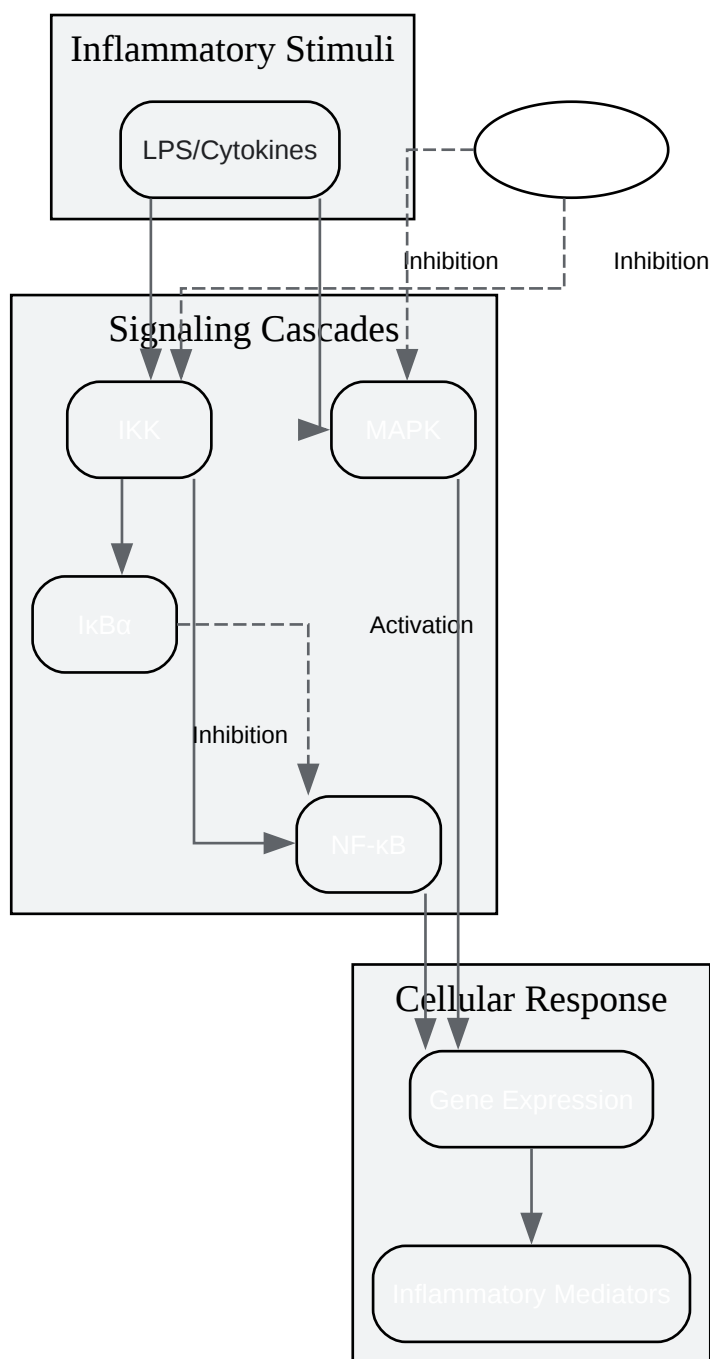 Inflammatory Stimuli
LPS/Cytokines
Inhibition
Inhibition
Signaling Cascades
IKK
MAPK
IκBα
Activation
Inhibition
NF-κB
Cellular Response
Gene Expression
Inflammatory Mediators